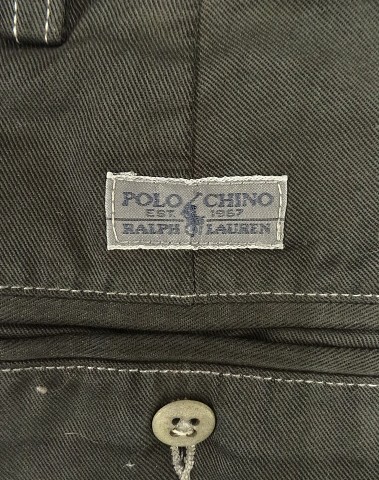 POLO CHINO
EST. 1967
RALPH LAUREN